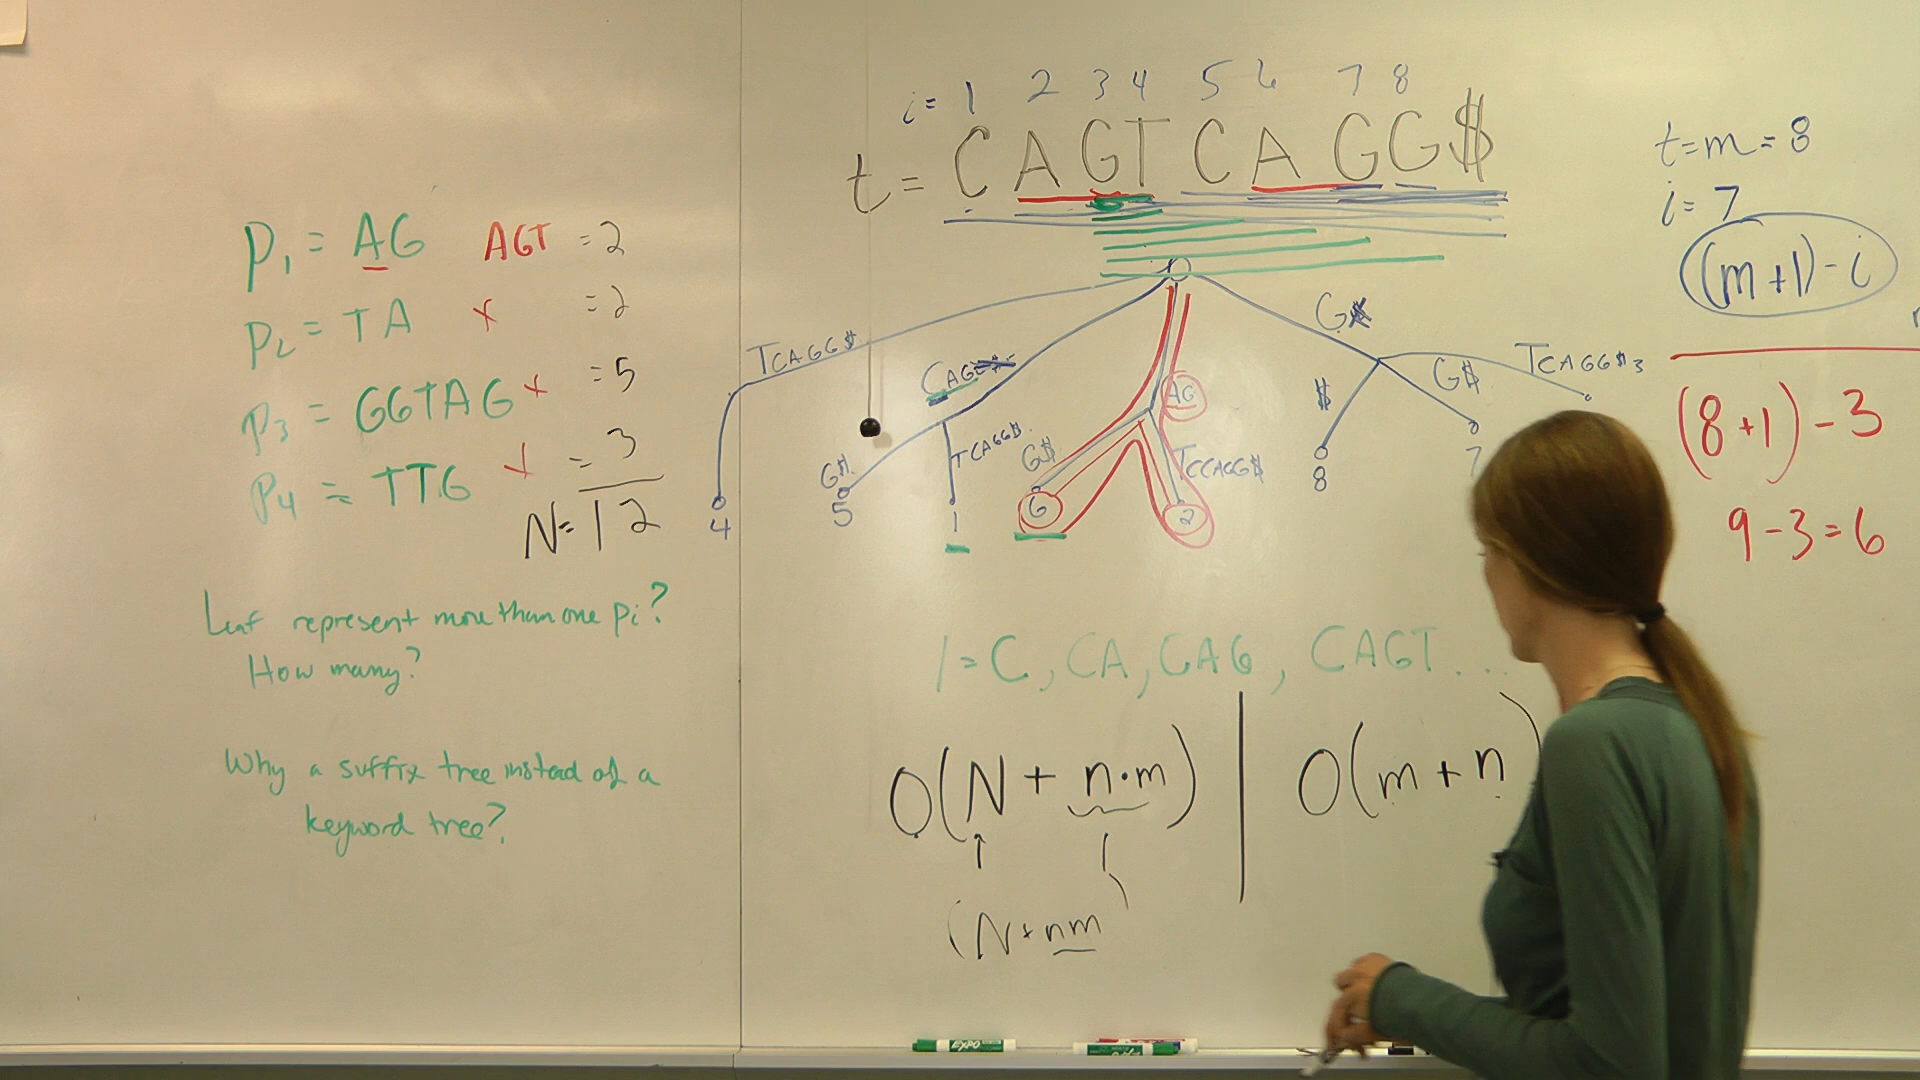 i= 1 2 3 4 5 6 7 8
t = CAGTCAGG$
t=m=8
i=7
(m+1)-i
(8+1)-3
9-3=6
P1 = AG AGT =2
P2 = TA x =2
P3 = GGTAG x =5
P4 = TTG x =3
N=12
TCAGG$
CAG
AG
G
G$
TCAGG$
G$
TCCAGG$
$
G$
TCAGG$ 3
4
5
1
6
2
8
7
Leaf represent more than one Pi?
How many?
Why a suffix tree instead of a
keyword tree?
1=C, CA, CAG, CAGT...
O(N + n·m) | O(m + n)
(N+nm
EXPO